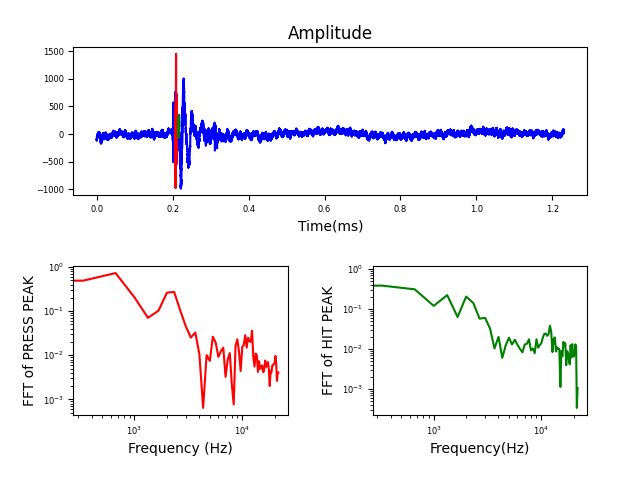 Amplitude
1500
1000
500
0
−500
−1000
0.0 0.2 0.4 0.6 0.8 1.0 1.2
Time(ms)
FFT of PRESS PEAK
10⁰
10⁻¹
10⁻²
10⁻³
10³ 10⁴
Frequency (Hz)
FFT of HIT PEAK
10⁰
10⁻¹
10⁻²
10⁻³
10³ 10⁴
Frequency(Hz)